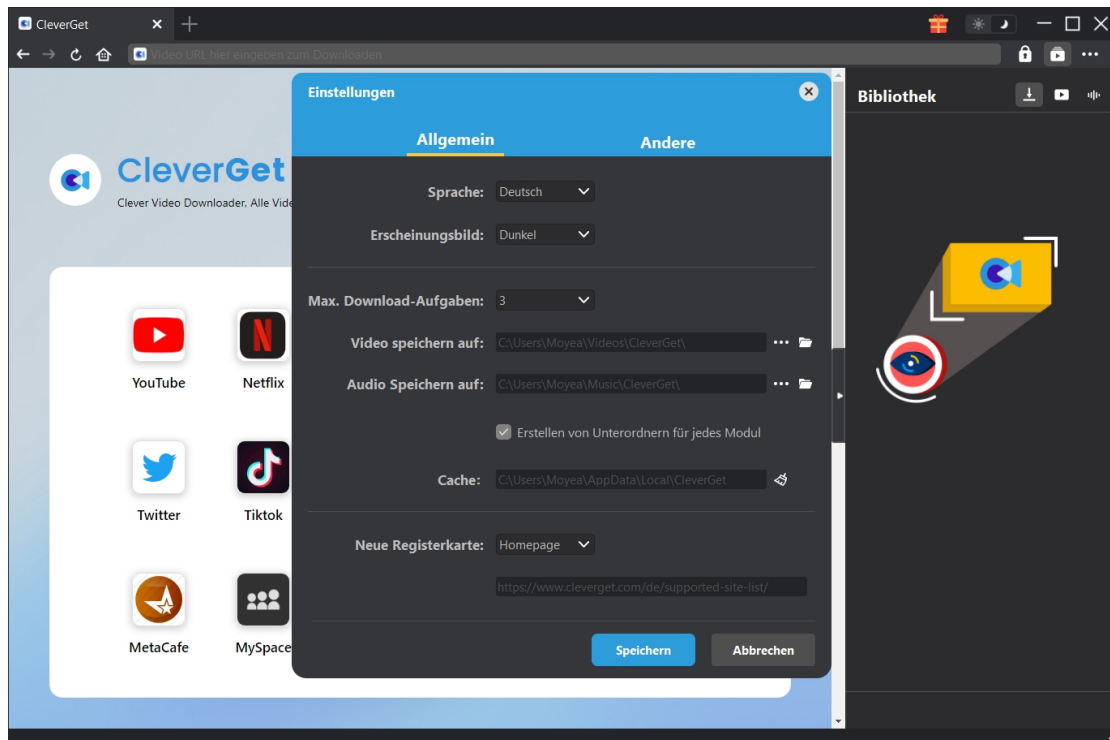 CleverGet
Video URL hier eingeben zum Downloaden
Einstellungen
Allgemein
Andere
Bibliothek
CleverGet
Clever Video Downloader, Alle
Sprache: Deutsch
Erscheinungsbild: Dunkel
Max. Download-Aufgaben: 3
Video speichern auf: C:\Users\Moyea\Videos\CleverGet\
Audio Speichern auf: C:\Users\Moyea\Music\CleverGet\
Erstellen von Unterordnern für jedes Modul
Cache: C:\Users\Moyea\AppData\Local\CleverGet
Neue Registerkarte: Homepage
https://www.cleverget.com/de/supported-site-list/
Speichern
Abbrechen
YouTube
Netflix
Twitter
Tiktok
MetaCafe
MySpace